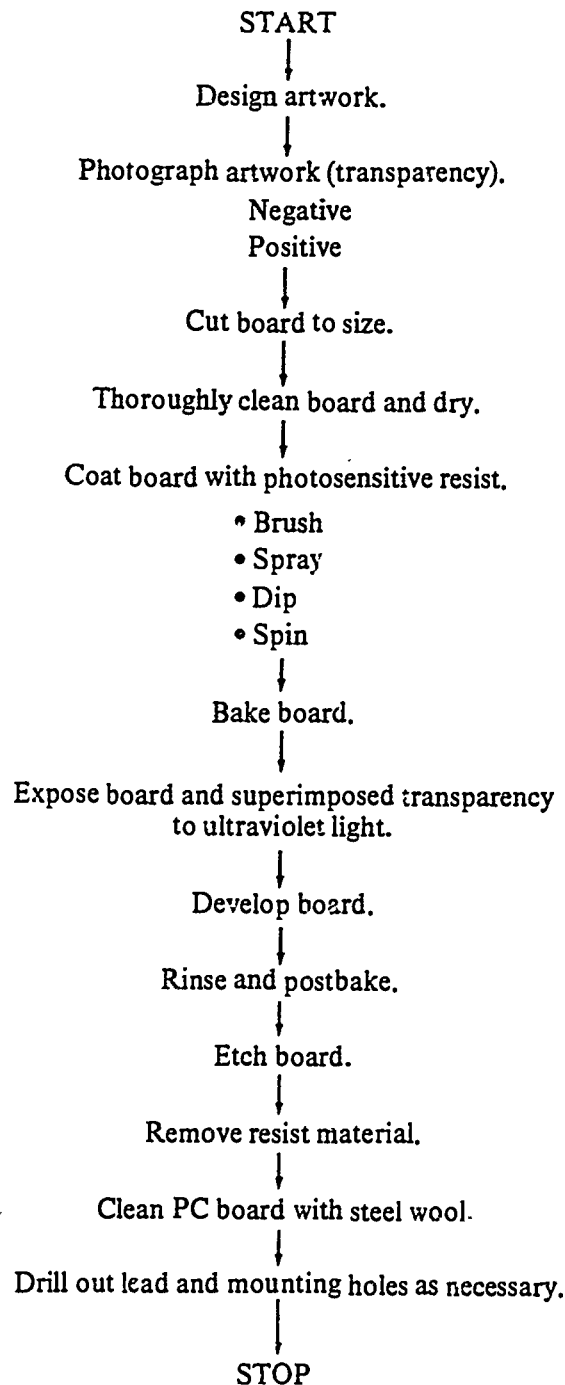 START
Design artwork.
Photograph artwork (transparency).
Negative
Positive
Cut board to size.
Thoroughly clean board and dry.
Coat board with photosensitive resist.
• Brush
• Spray
• Dip
• Spin
Bake board.
Expose board and superimposed transparency
to ultraviolet light.
Develop board.
Rinse and postbake.
Etch board.
Remove resist material.
Clean PC board with steel wool.
Drill out lead and mounting holes as necessary.
STOP